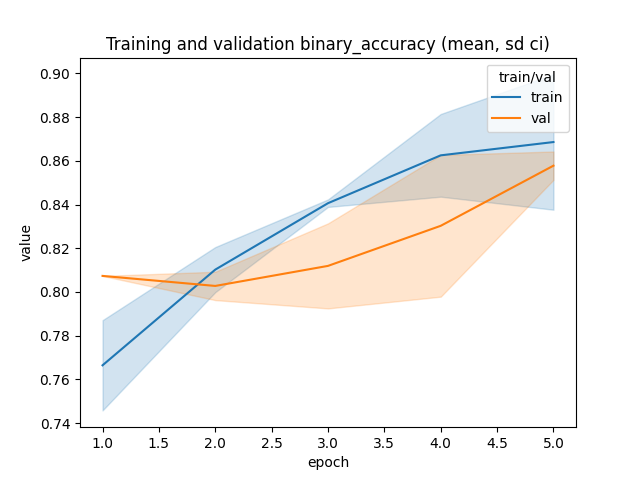 Training and validation binary_accuracy (mean, sd ci)
train/val
train
val
value
0.90
0.88
0.86
0.84
0.82
0.80
0.78
0.76
0.74
1.0 1.5 2.0 2.5 3.0 3.5 4.0 4.5 5.0
epoch